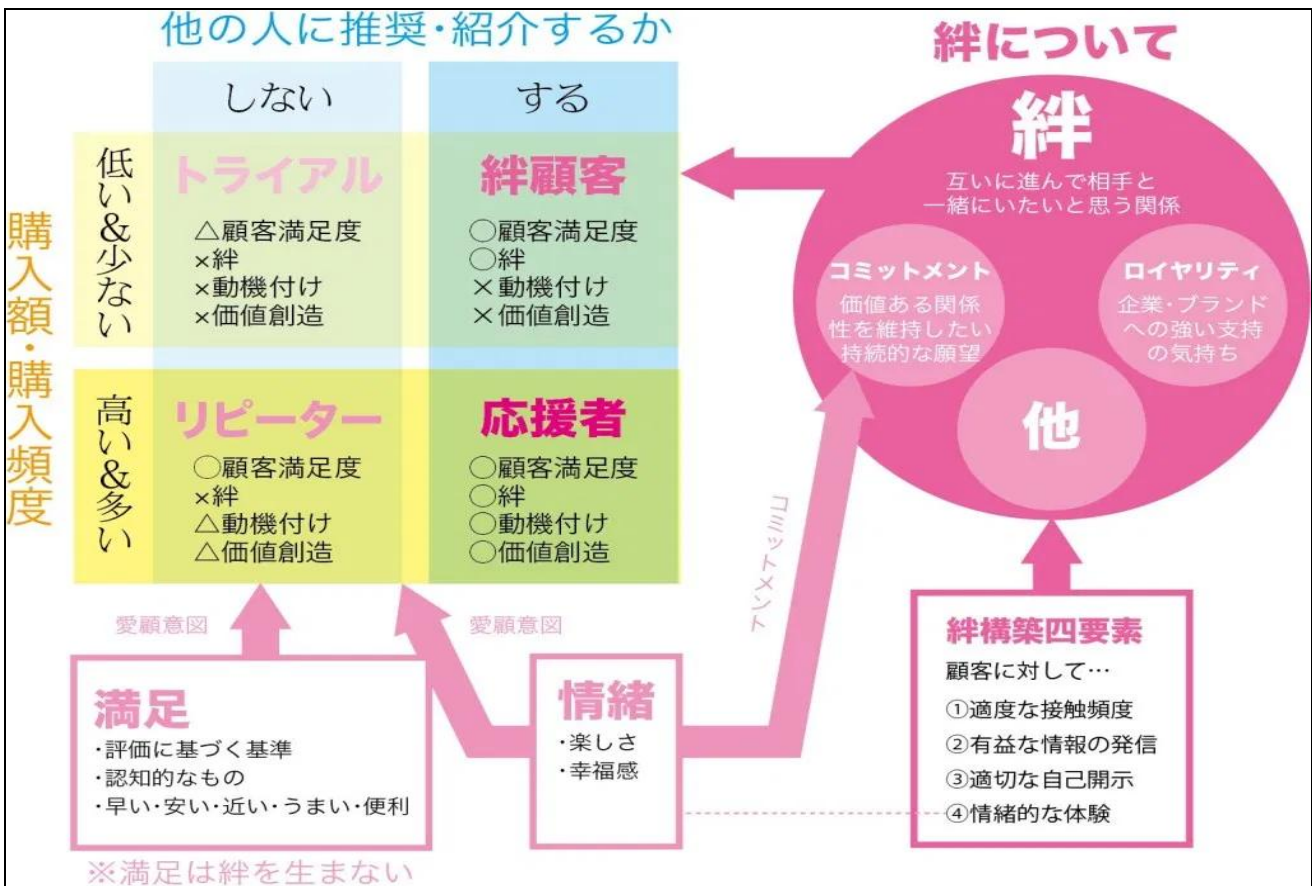 他の人に推奨・紹介するか
しない
する
購入額・購入頻度
低い&少ない
トライアル
△顧客満足度
×絆
×動機付け
×価値創造
絆顧客
○顧客満足度
○絆
×動機付け
×価値創造
高い&多い
リピーター
○顧客満足度
×絆
△動機付け
△価値創造
応援者
○顧客満足度
○絆
○動機付け
○価値創造
愛顧意図
愛顧意図
コミットメント
満足
・評価に基づく基準
・認知的なもの
・早い・安い・近い・うまい・便利
※満足は絆を生まない
情緒
・楽しさ
・幸福感
絆について
絆
互いに進んで相手と
一緒にいたいと思う関係
コミットメント
価値ある関係
性を維持したい
持続的な願望
ロイヤリティ
企業・ブランド
への強い支持
の気持ち
他
絆構築四要素
顧客に対して…
①適度な接触頻度
②有益な情報の発信
③適切な自己開示
④情緒的な体験